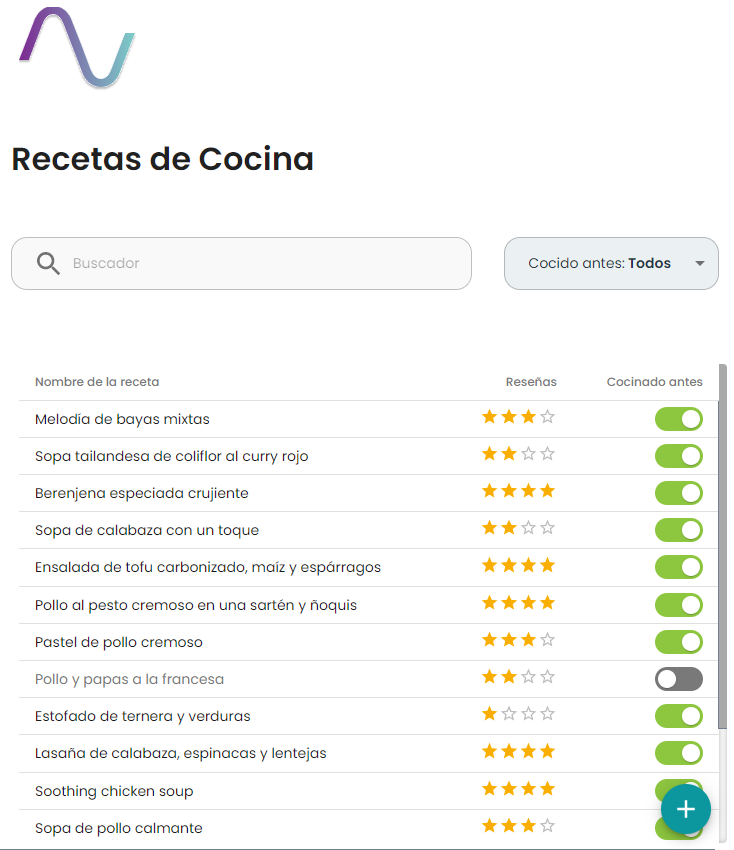 Recetas de Cocina
Buscador
Cocido antes: Todos
Nombre de la receta Reseñas Cocinado antes
Melodía de bayas mixtas
Sopa tailandesa de coliflor al curry rojo
Berenjena especiada crujiente
Sopa de calabaza con un toque
Ensalada de tofu carbonizado, maíz y espárragos
Pollo al pesto cremoso en una sartén y ñoquis
Pastel de pollo cremoso
Pollo y papas a la francesa
Estofado de ternera y verduras
Lasaña de calabaza, espinacas y lentejas
Soothing chicken soup
Sopa de pollo calmante